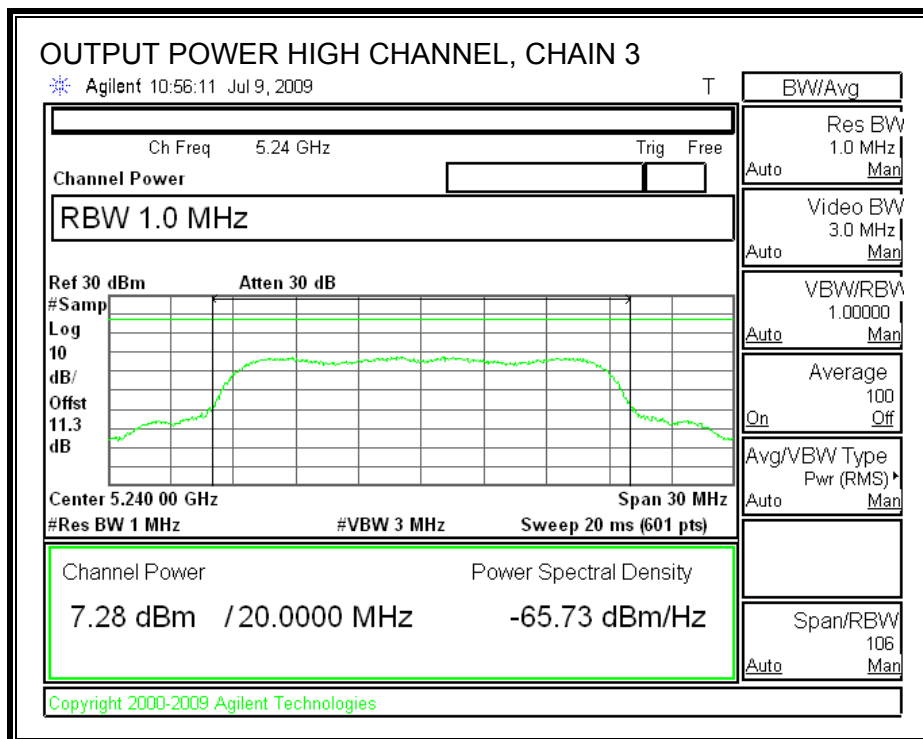 OUTPUT POWER HIGH CHANNEL, CHAIN 3
Agilent 10:56:11 Jul 9, 2009 T
Ch Freq 5.24 GHz Trig Free
Channel Power
RBW 1.0 MHz
Ref 30 dBm Atten 30 dB
#Samp
Log
10
dB/
Offst
11.3
dB
Center 5.240 00 GHz Span 30 MHz
#Res BW 1 MHz #VBW 3 MHz Sweep 20 ms (601 pts)
Channel Power Power Spectral Density
7.28 dBm / 20.0000 MHz -65.73 dBm/Hz
Copyright 2000-2009 Agilent Technologies
BW/Avg
Res BW
1.0 MHz
Auto Man
Video BW
3.0 MHz
Auto Man
VBW/RBW
1.00000
Auto Man
Average
100
On Off
Avg/VBW Type
Pwr (RMS)
Auto Man
Span/RBW
106
Auto Man